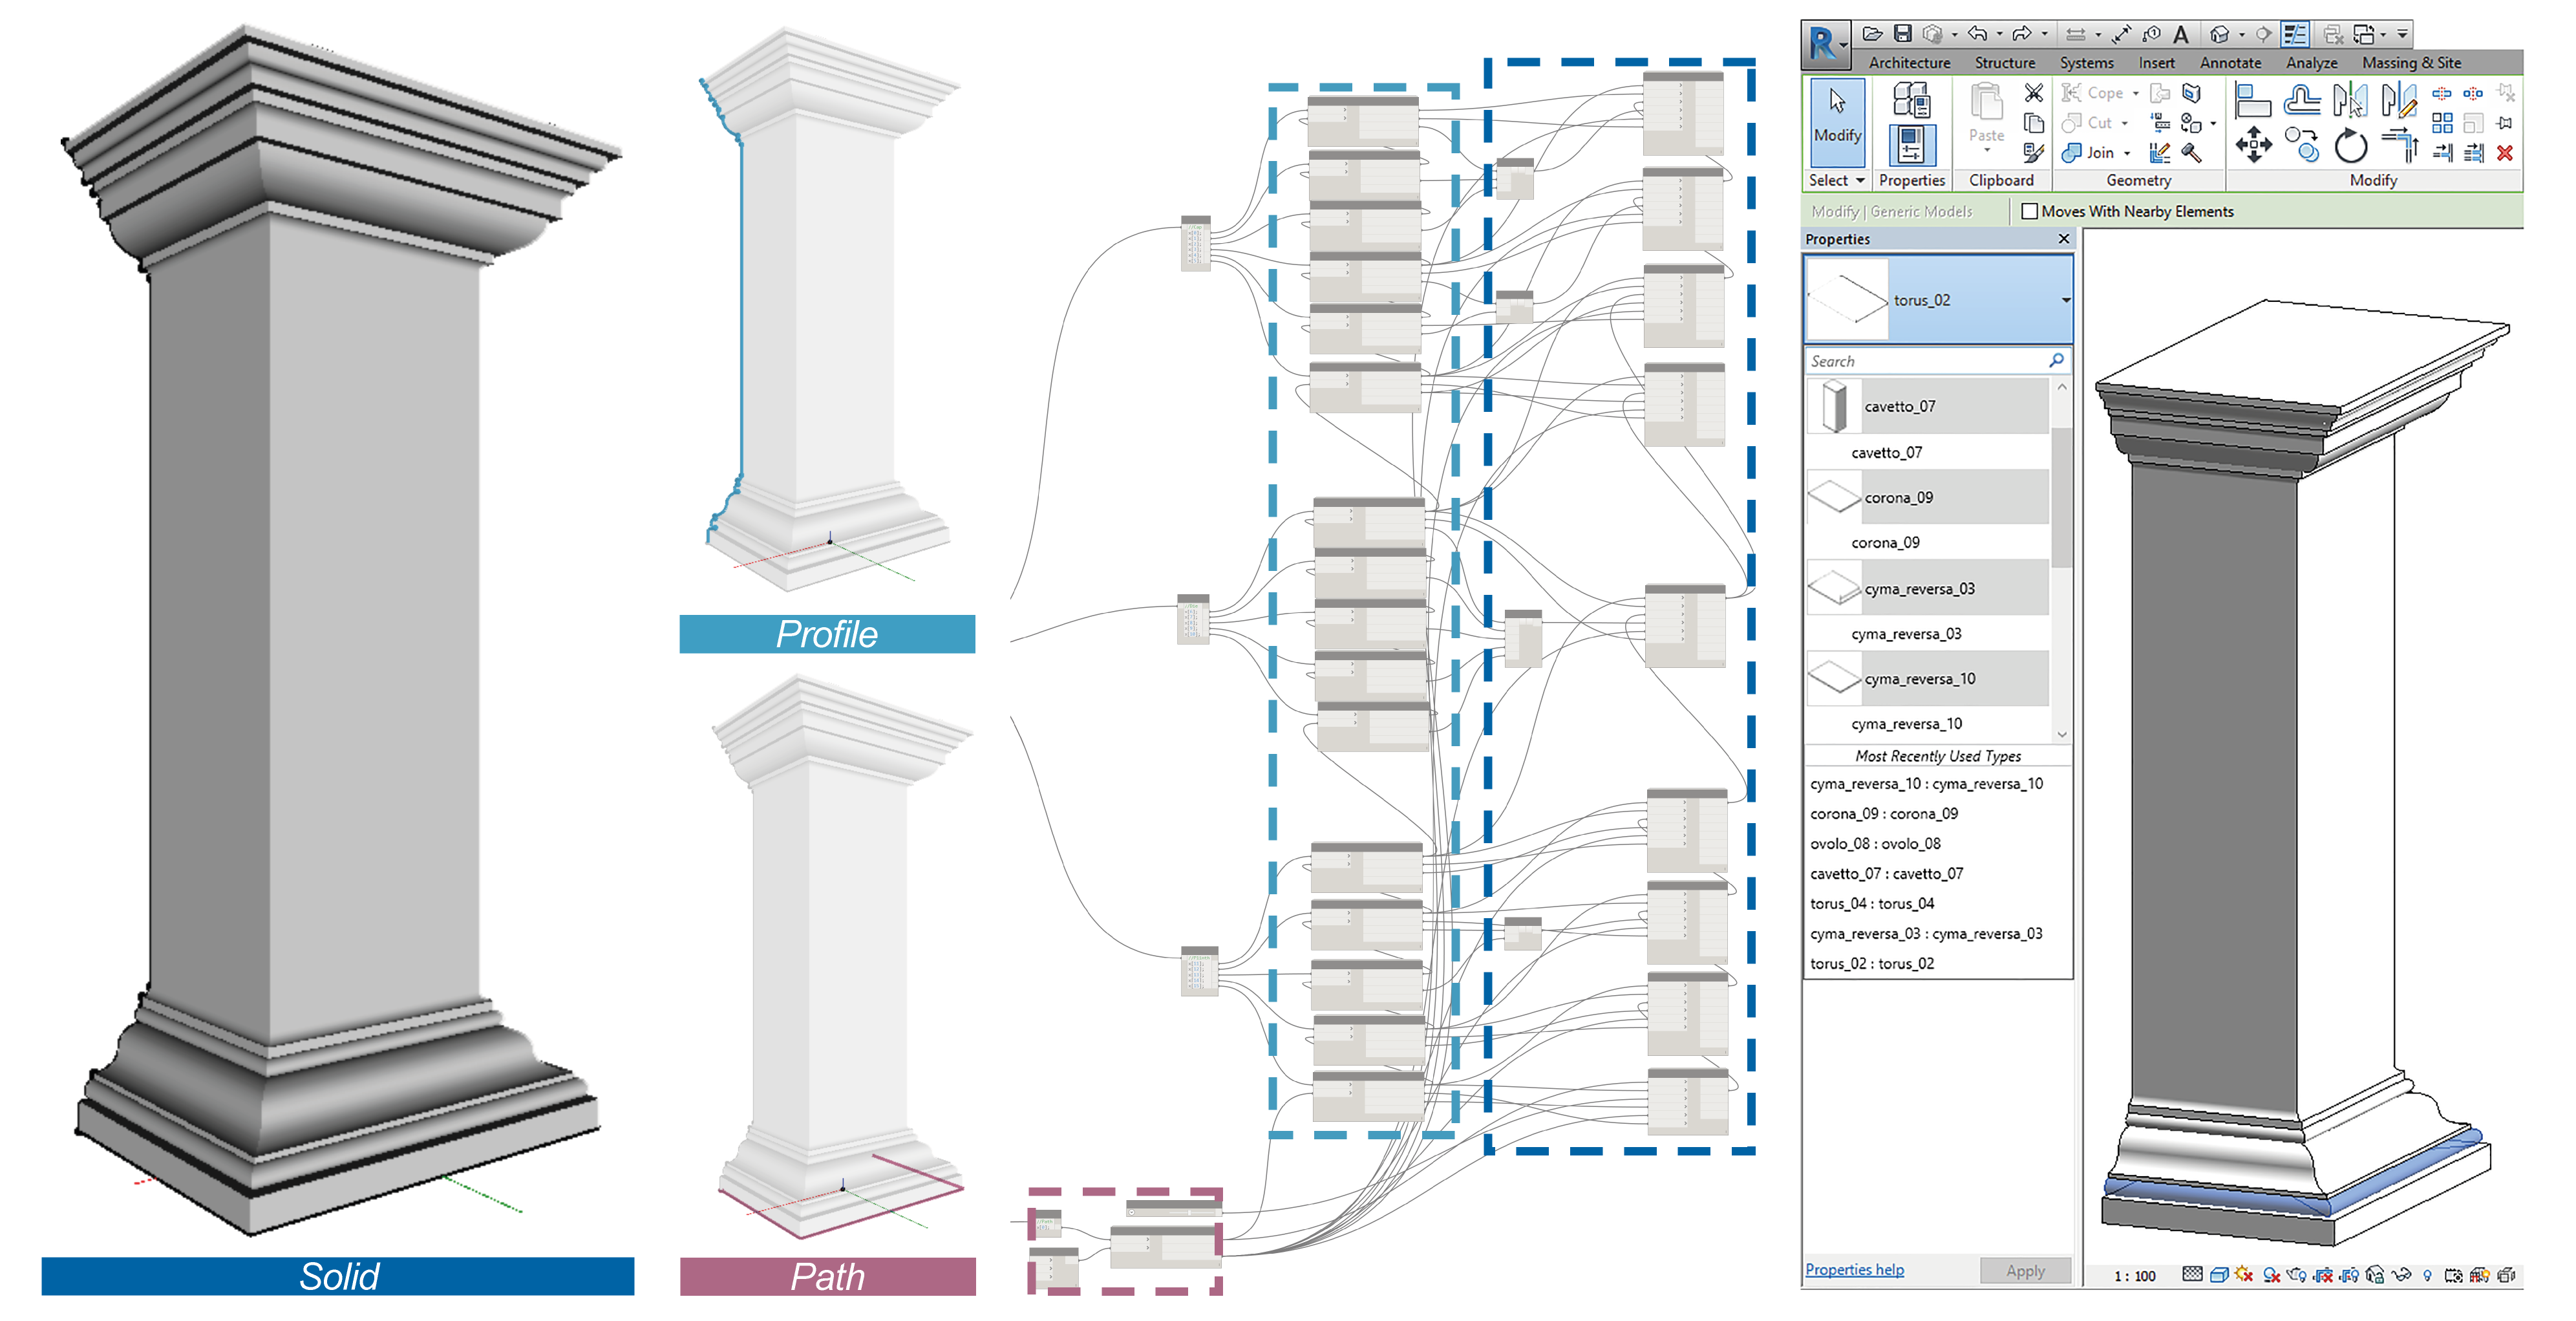 Solid
Profile
Path
R
A
Architecture Structure Systems Insert Annotate Analyze Massing & Site
Modify
Paste
Cope
Cut
Join
Select Properties Clipboard Geometry Modify
Modify | Generic Models Moves With Nearby Elements
Properties
torus_02
Search
cavetto_07
cavetto_07
corona_09
corona_09
cyma_reversa_03
cyma_reversa_03
cyma_reversa_10
cyma_reversa_10
Most Recently Used Types
cyma_reversa_10 : cyma_reversa_10
corona_09 : corona_09
ovolo_08 : ovolo_08
cavetto_07 : cavetto_07
torus_04 : torus_04
cyma_reversa_03 : cyma_reversa_03
torus_02 : torus_02
Properties help Apply
1 : 100